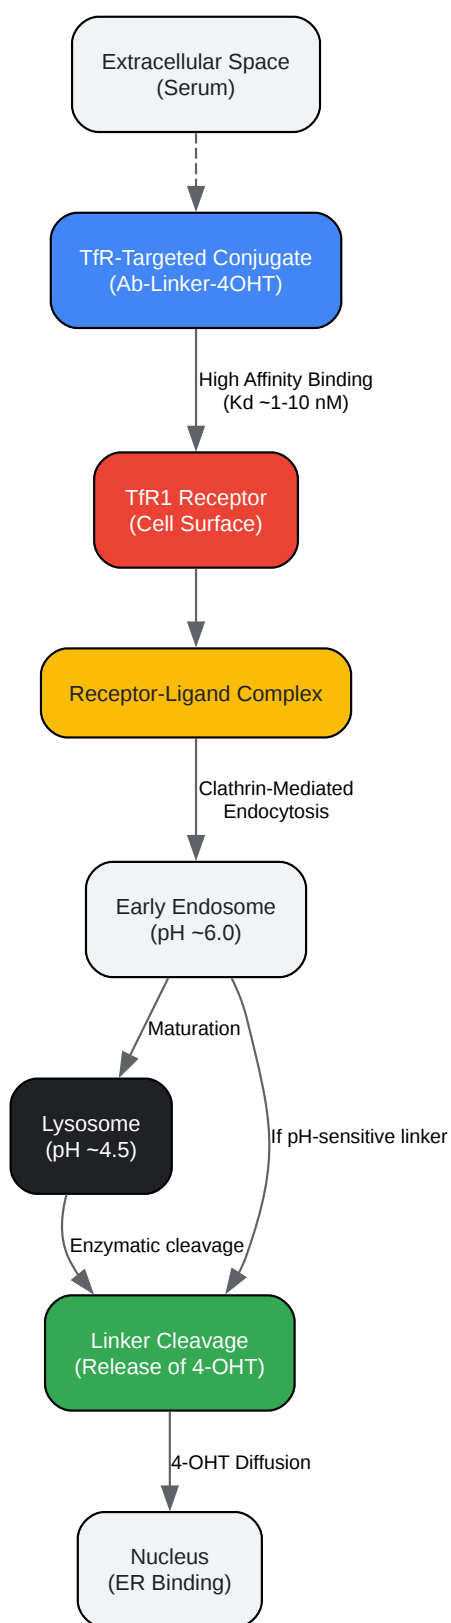 Extracellular Space
(Serum)
TfR-Targeted Conjugate
(Ab-Linker-4OHT)
High Affinity Binding
(Kd ~1-10 nM)
TfR1 Receptor
(Cell Surface)
Receptor-Ligand Complex
Clathrin-Mediated
Endocytosis
Early Endosome
(pH ~6.0)
Maturation
Lysosome
(pH ~4.5)
If pH-sensitive linker
Enzymatic cleavage
Linker Cleavage
(Release of 4-OHT)
4-OHT Diffusion
Nucleus
(ER Binding)